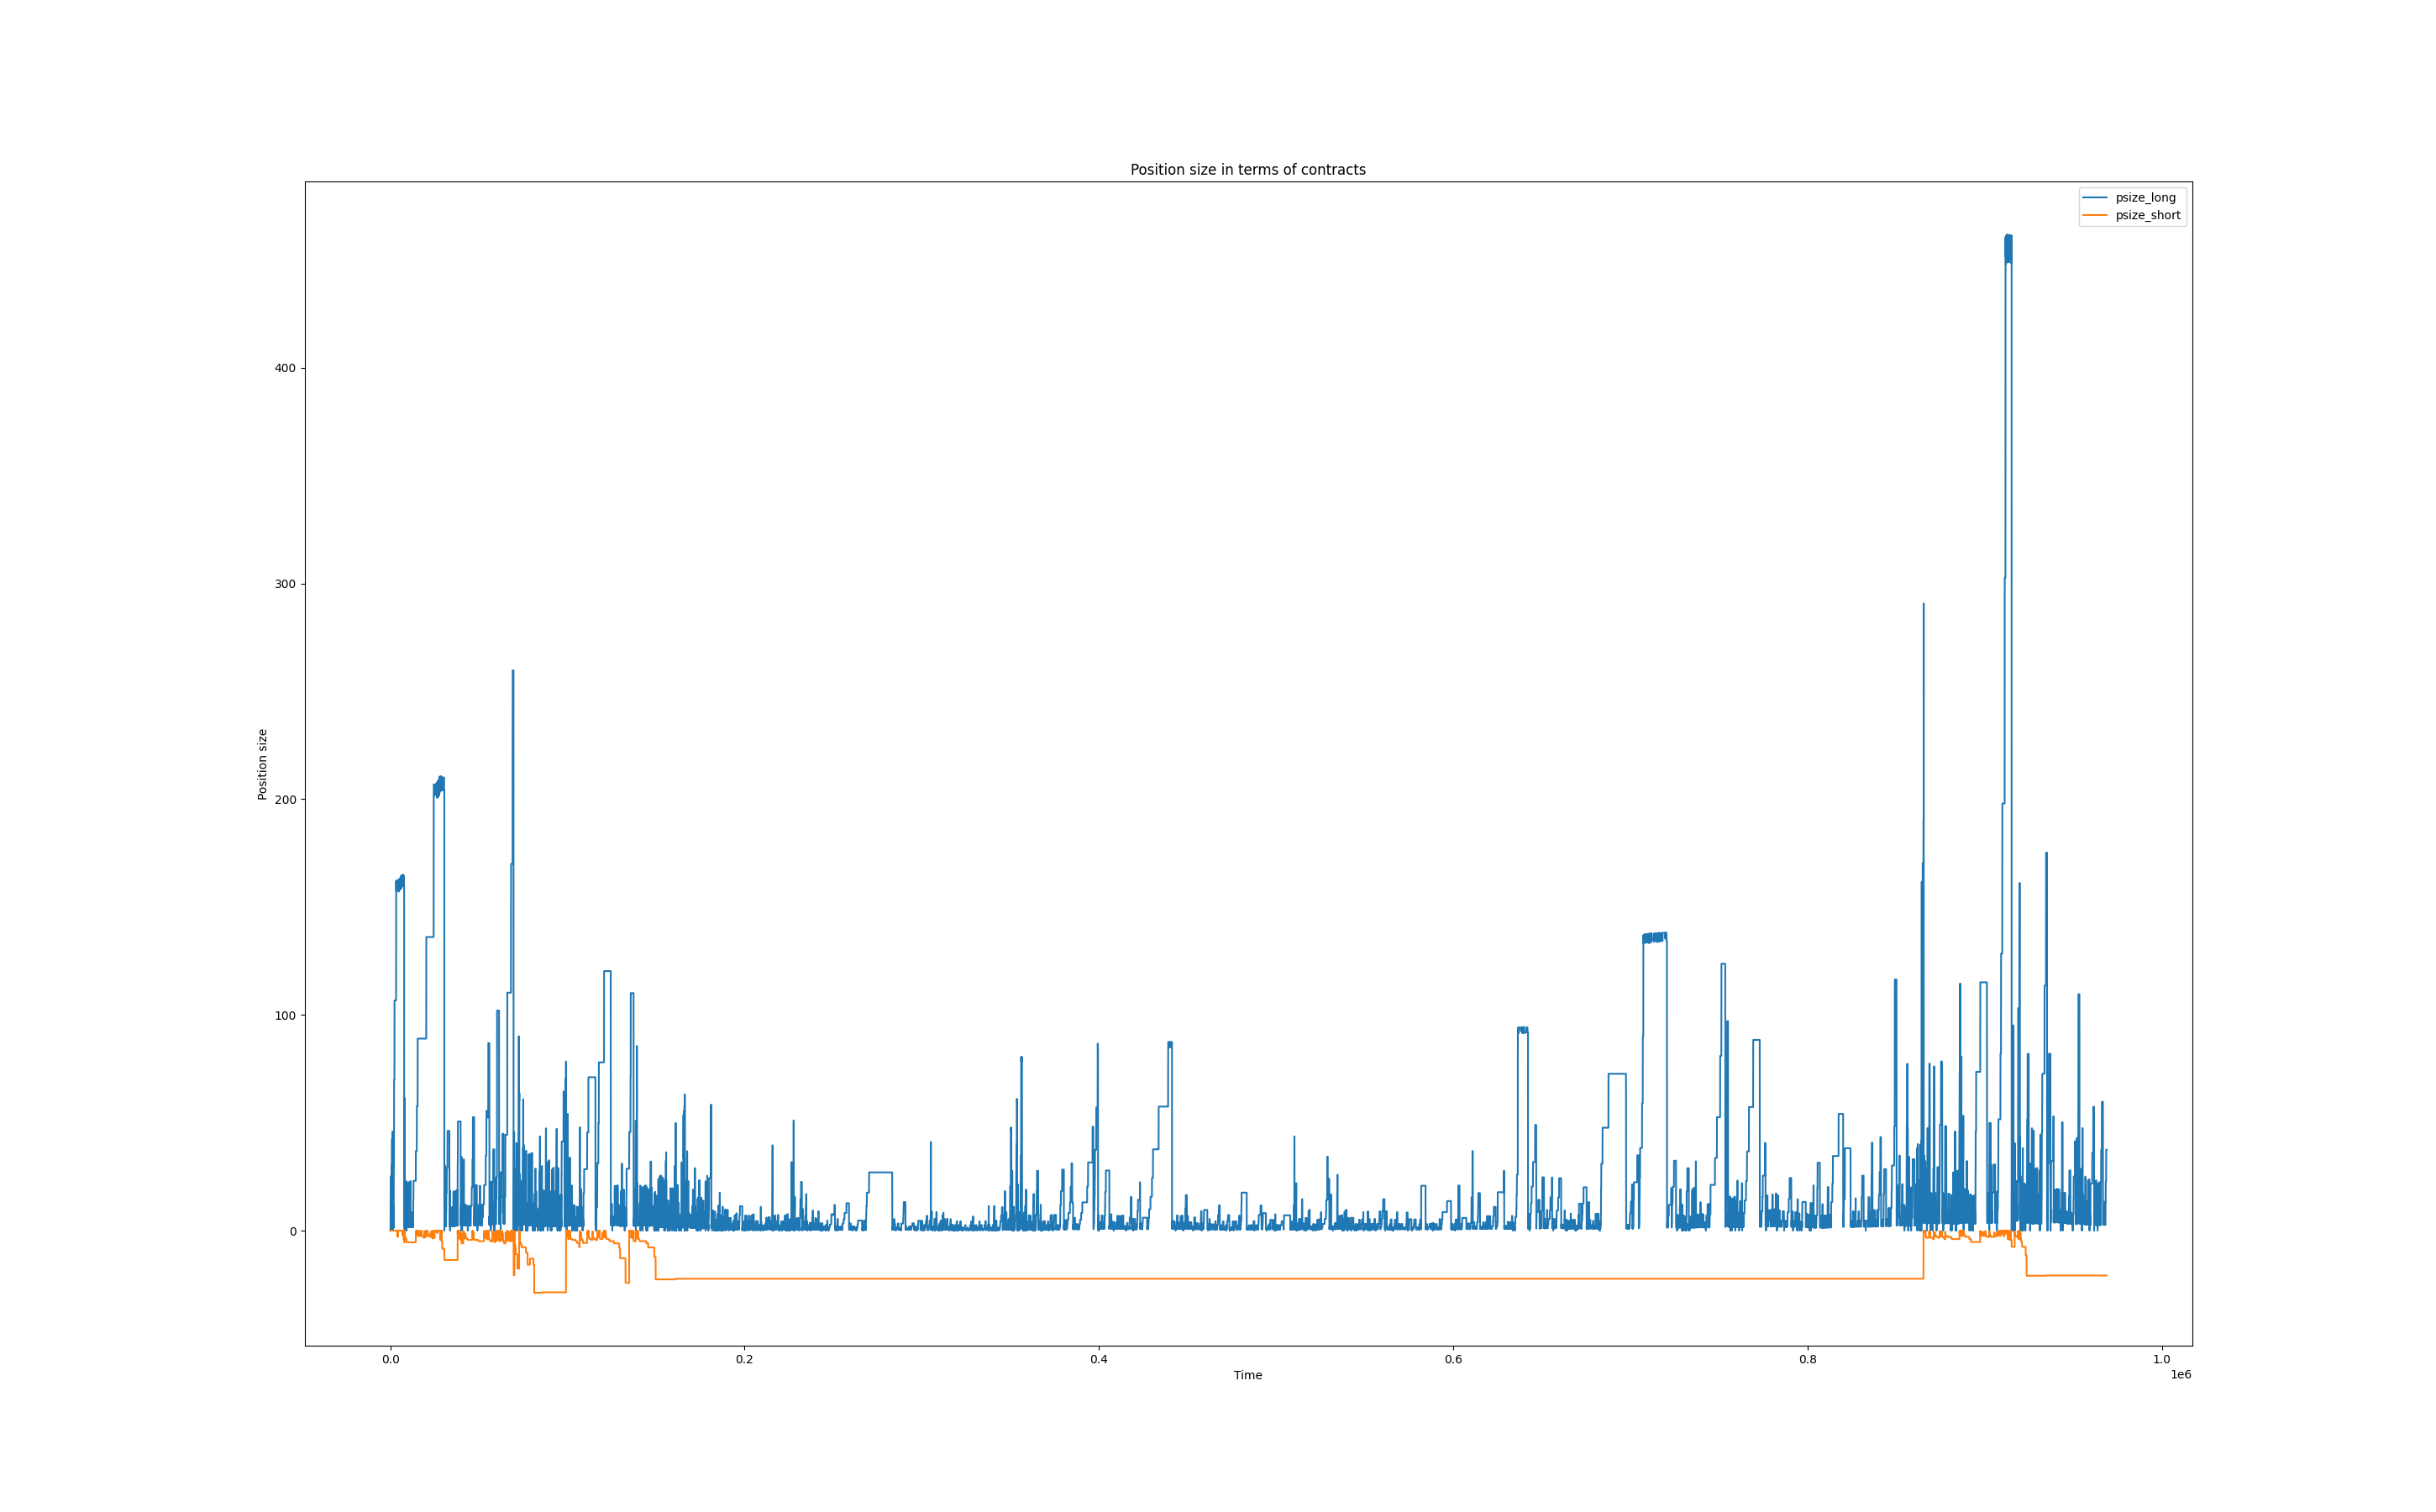 Position size in terms of contracts
psize_long
psize_short
Position size
400
300
200
100
0
0.0
0.2
0.4
0.6
0.8
1.0
1e6
Time